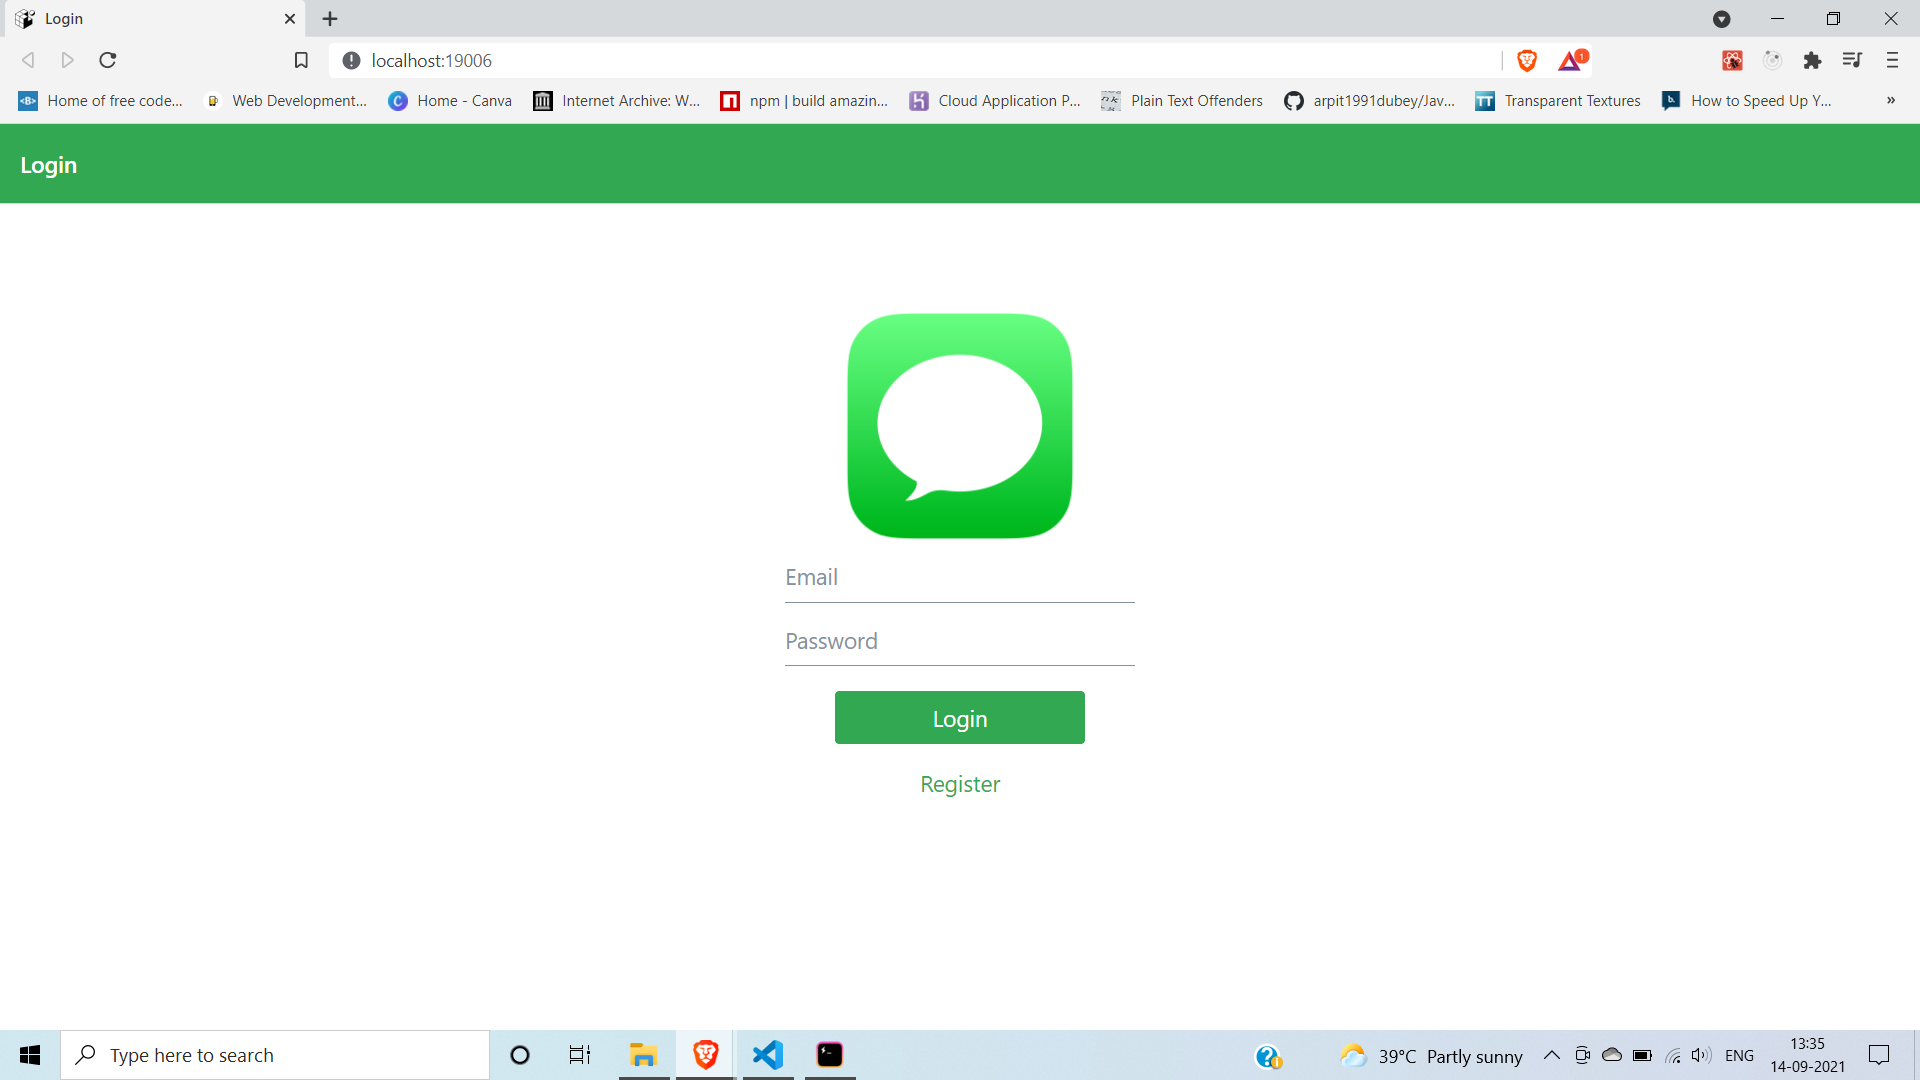 Login
localhost:19006
Home of free code...
Web Development...
Home - Canva
Internet Archive: W...
npm | build amazin...
Cloud Application P...
Plain Text Offenders
arpit1991dubey/Jav...
TT
Transparent Textures
b.
How to Speed Up Y...
»
Login
Email
Password
Login
Register
Type here to search
39°C Partly sunny
ENG
13:35
14-09-2021